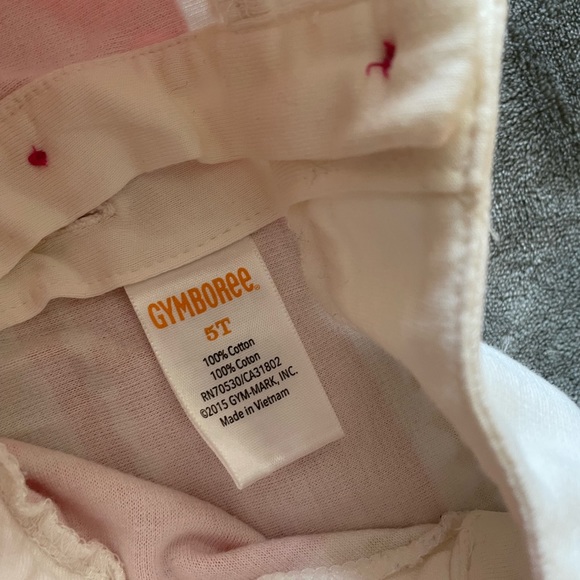 GYMBOREE®
5T
100% Cotton
100% Coton
RN70530/CA31802
©2015 GYM-MARK, INC.
Made in Vietnam